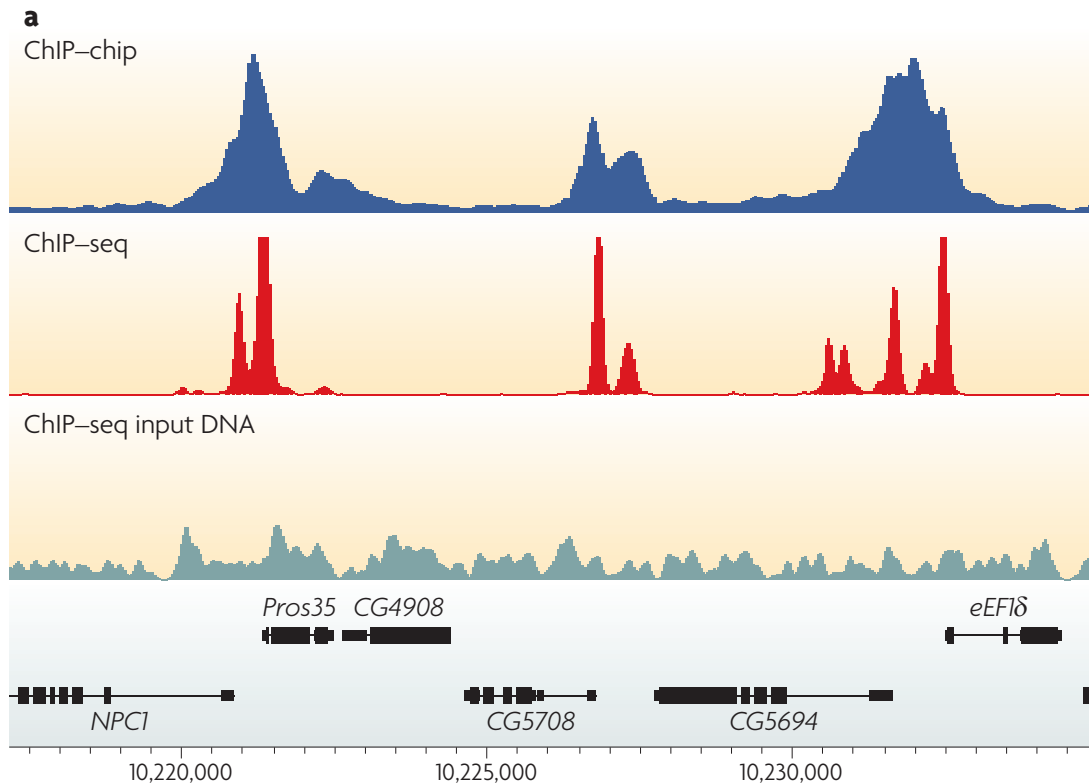 a
ChIP–chip
ChIP–seq
ChIP–seq input DNA
Pros35 CG4908 eEF1δ
NPC1 CG5708 CG5694
10,220,000 10,225,000 10,230,000